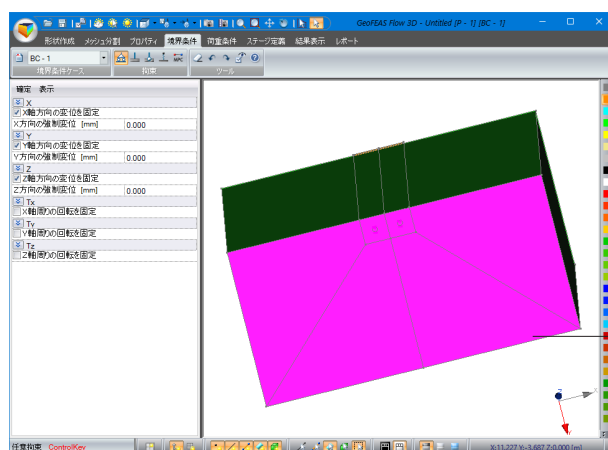 GeoFEAS Flow 3D - Untitled [P - 1] [BC - 1]
形状作成 メッシュ分割 プロパティ 境界条件 荷重条件 ステージ定義 結果表示 レポート
BC - 1
境界条件ケース 拘束 ツール
確定 表示
X
X軸方向の変位を固定
X方向の強制変位 [mm] 0.000
Y
Y軸方向の変位を固定
Y方向の強制変位 [mm] 0.000
Z
Z軸方向の変位を固定
Z方向の強制変位 [mm] 0.000
Tx
X軸周りの回転を固定
Ty
Y軸周りの回転を固定
Tz
Z軸周りの回転を固定
任意拘束 ControlKey X:11.227 Y:-3.687 Z:0.000 [m]